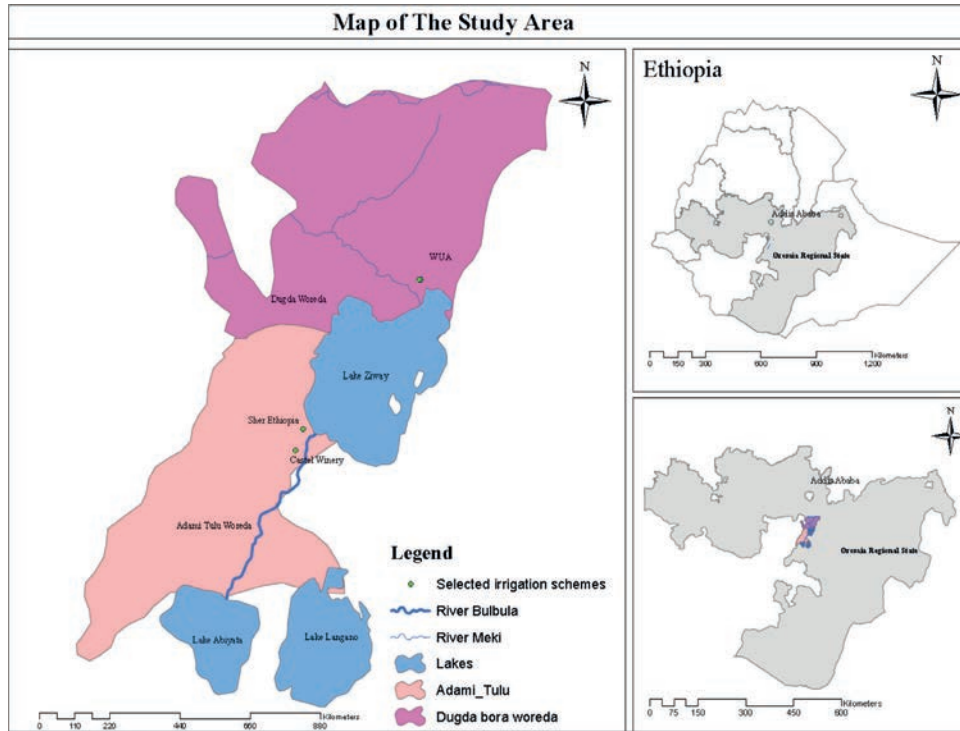 Map of The Study Area
N
WUA
Dugda Woreda
Lake Ziway
Sher Ethiopia
Castel Winery
Adami Tulu Woreda
Lake Abiyata
Lake Langano
Legend
Selected irrigation schemes
River Bulbula
River Meki
Lakes
Adami_Tulu
Dugda bora woreda
Kilometers
0 110 220 440 660 880
Ethiopia
N
Addis Ababa
Oromia Regional State
Kilometers
0 150 300 600 900 1,200
N
Addis Ababa
Oromia Regional State
Kilometers
0 75 150 300 450 600